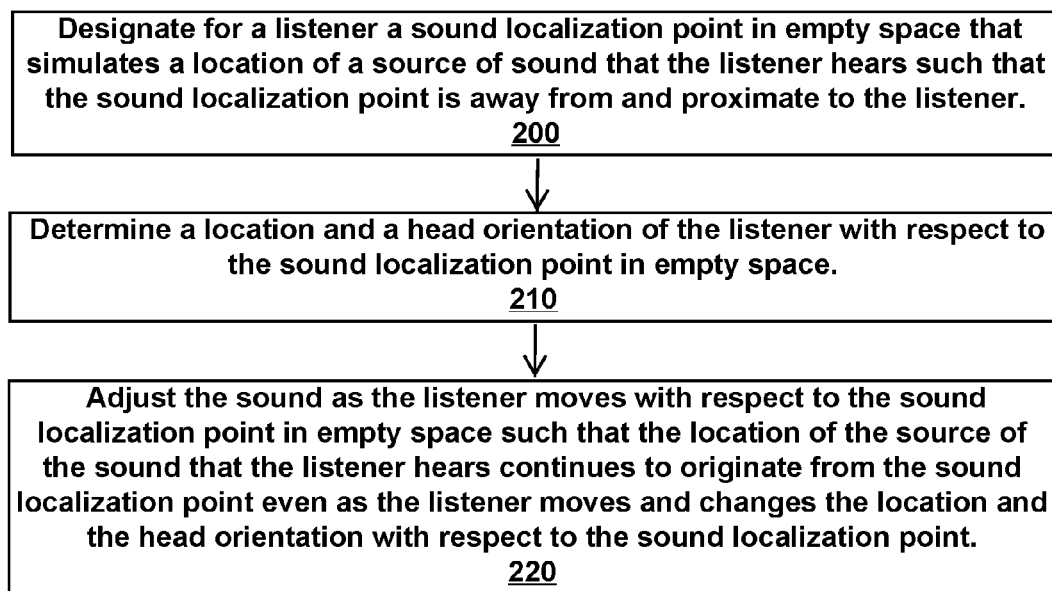 Designate for a listener a sound localization point in empty space that
simulates a location of a source of sound that the listener hears such that
the sound localization point is away from and proximate to the listener.
200
Determine a location and a head orientation of the listener with respect to
the sound localization point in empty space.
210
Adjust the sound as the listener moves with respect to the sound
localization point in empty space such that the location of the source of
the sound that the listener hears continues to originate from the sound
localization point even as the listener moves and changes the location and
the head orientation with respect to the sound localization point.
220